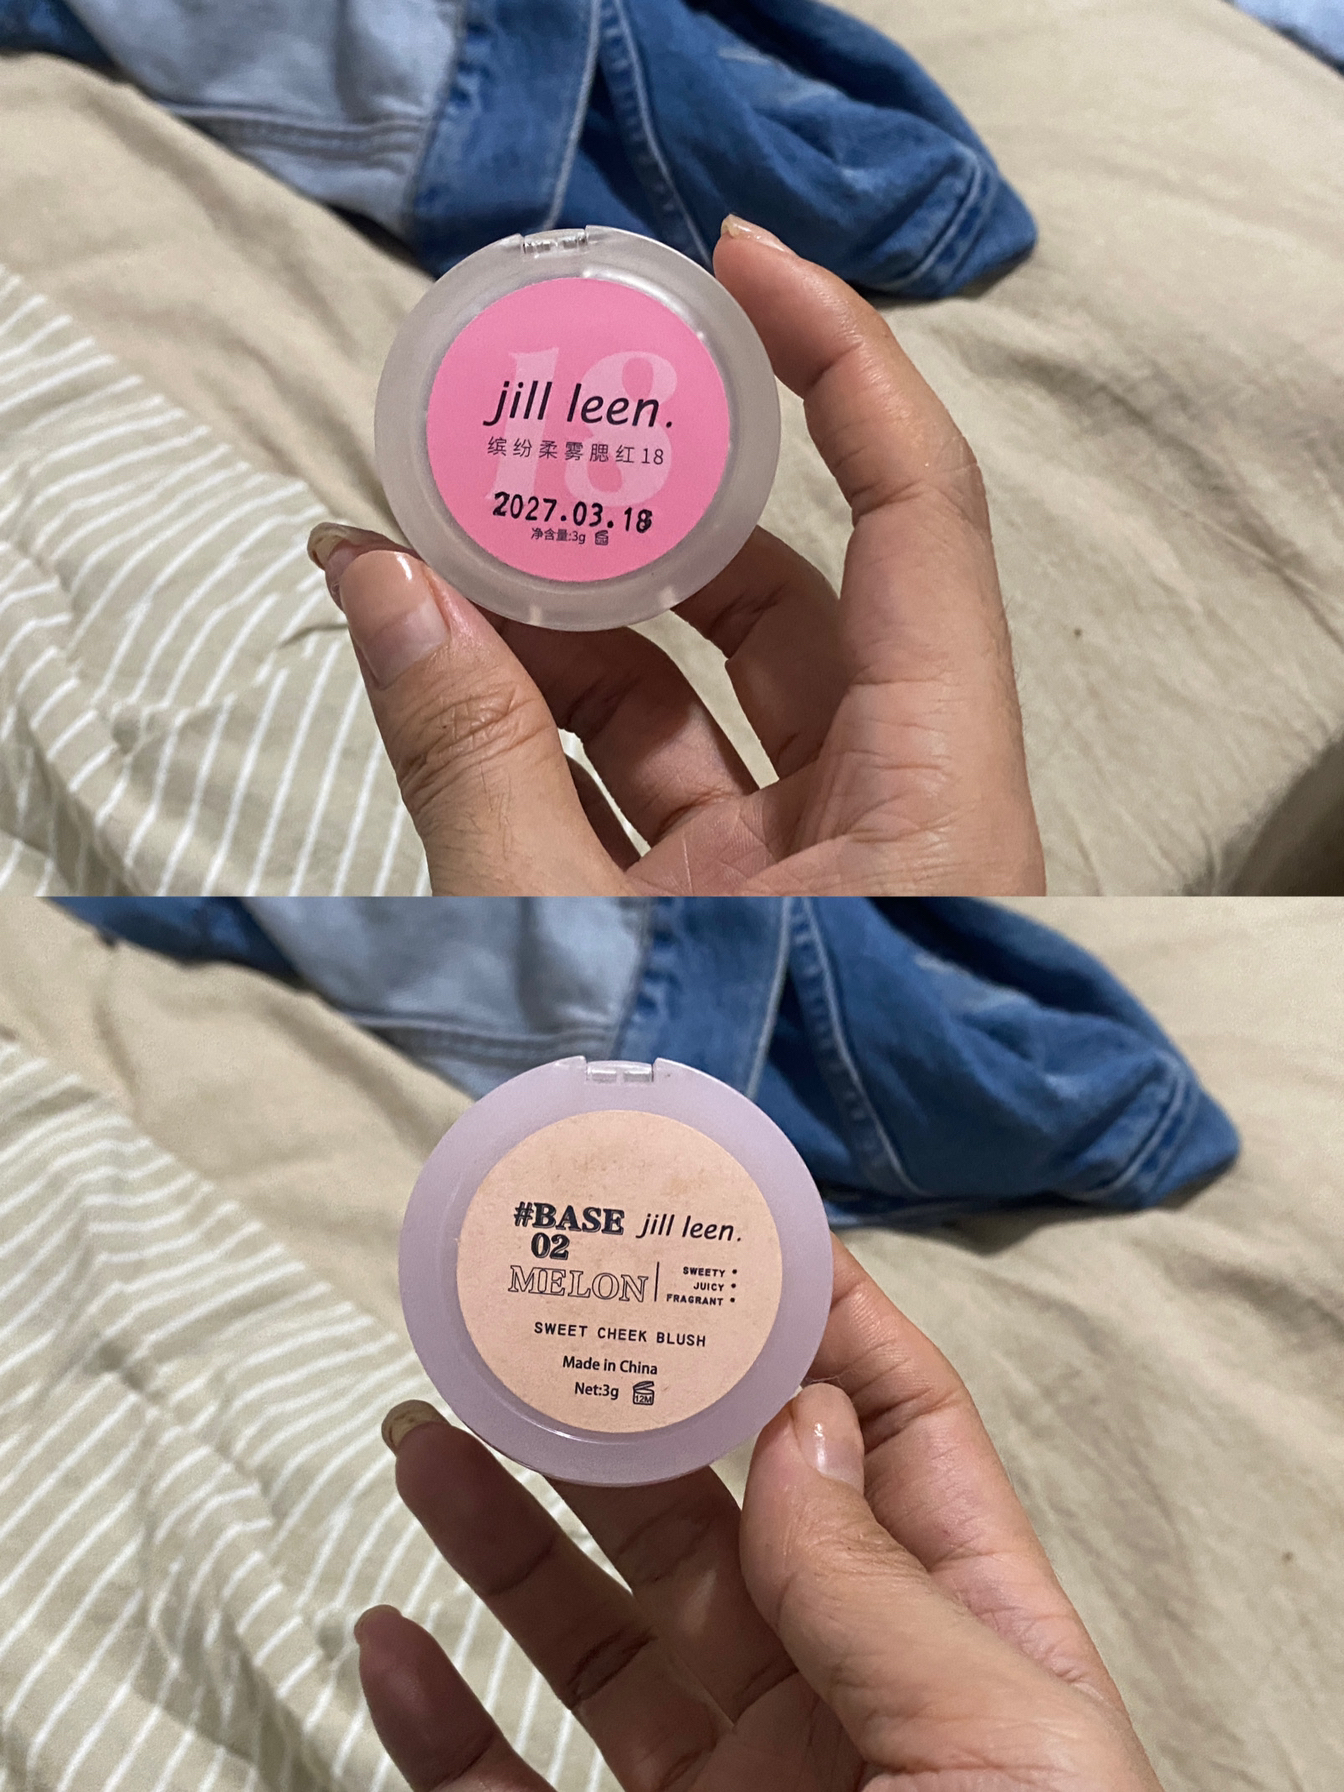 18
jill leen.
缤纷柔雾腮红18
2027.03.18
净含量:3g
#BASE jill leen.
02
MELON
SWEETY •
JUICY •
FRAGRANT •
SWEET CHEEK BLUSH
Made in China
Net:3g 12M